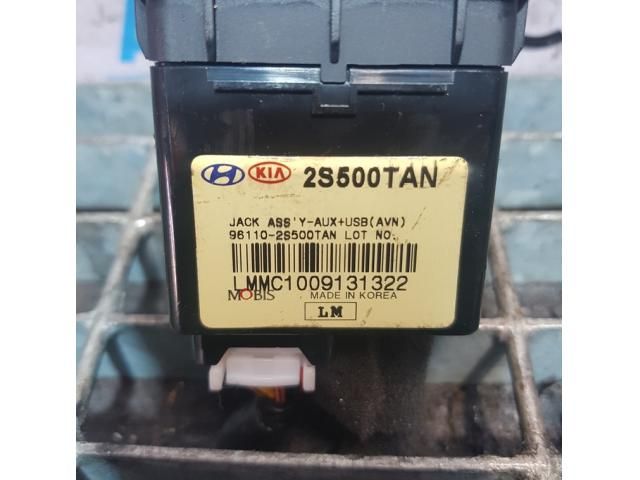 KIA 2S500TAN
JACK ASS'Y-AUX+USB(AVN)
96110-2S500TAN LOT NO.
LMMC1009131322
MOBIS MADE IN KOREA
LM